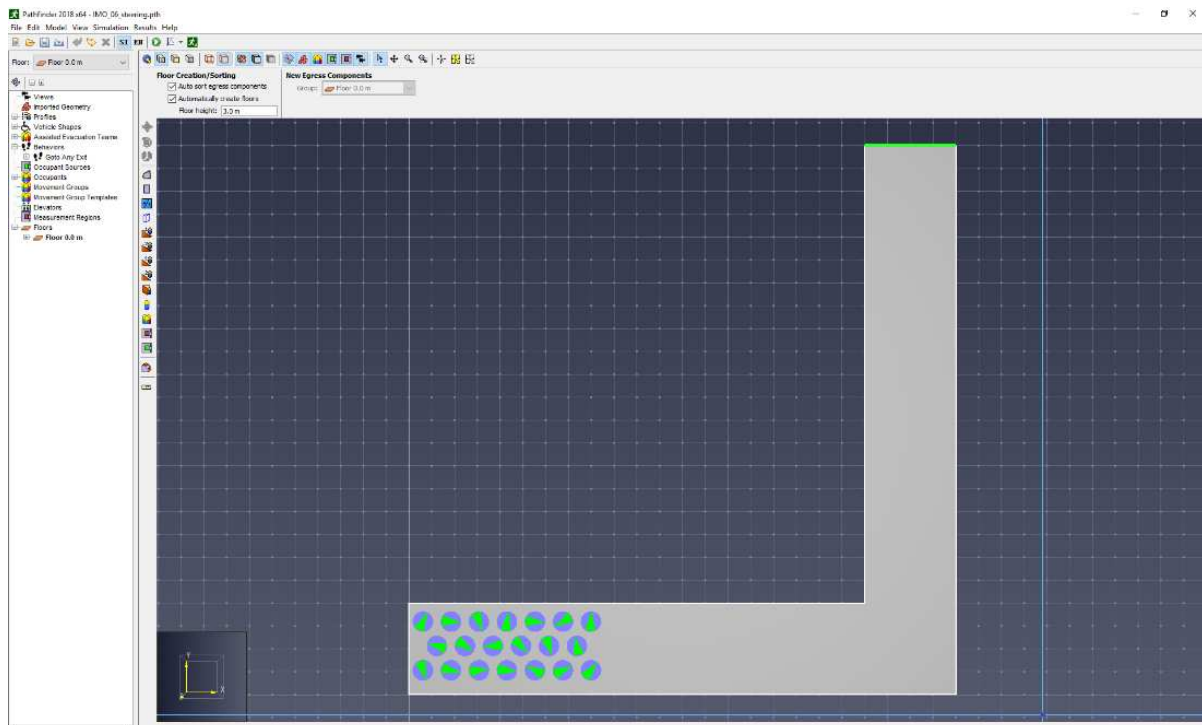 Pathfinder 2018 x64 - IMO_06_steering.pth
File Edit Model View Simulation Results Help
Floor: Floor 0.0 m
Floor Creation/Sorting
Auto sort egress components
Automatically create floors
Floor height: 3.0 m
New Egress Components
Group: Floor 0.0 m
Views
Imported Geometry
Profiles
Vehicle Shapes
Assisted Evacuation Teams
Behaviors
Goto Any Exit
Occupant Sources
Occupants
Movement Groups
Movement Group Templates
Elevators
Measurement Regions
Floors
Floor 0.0 m
Y
X